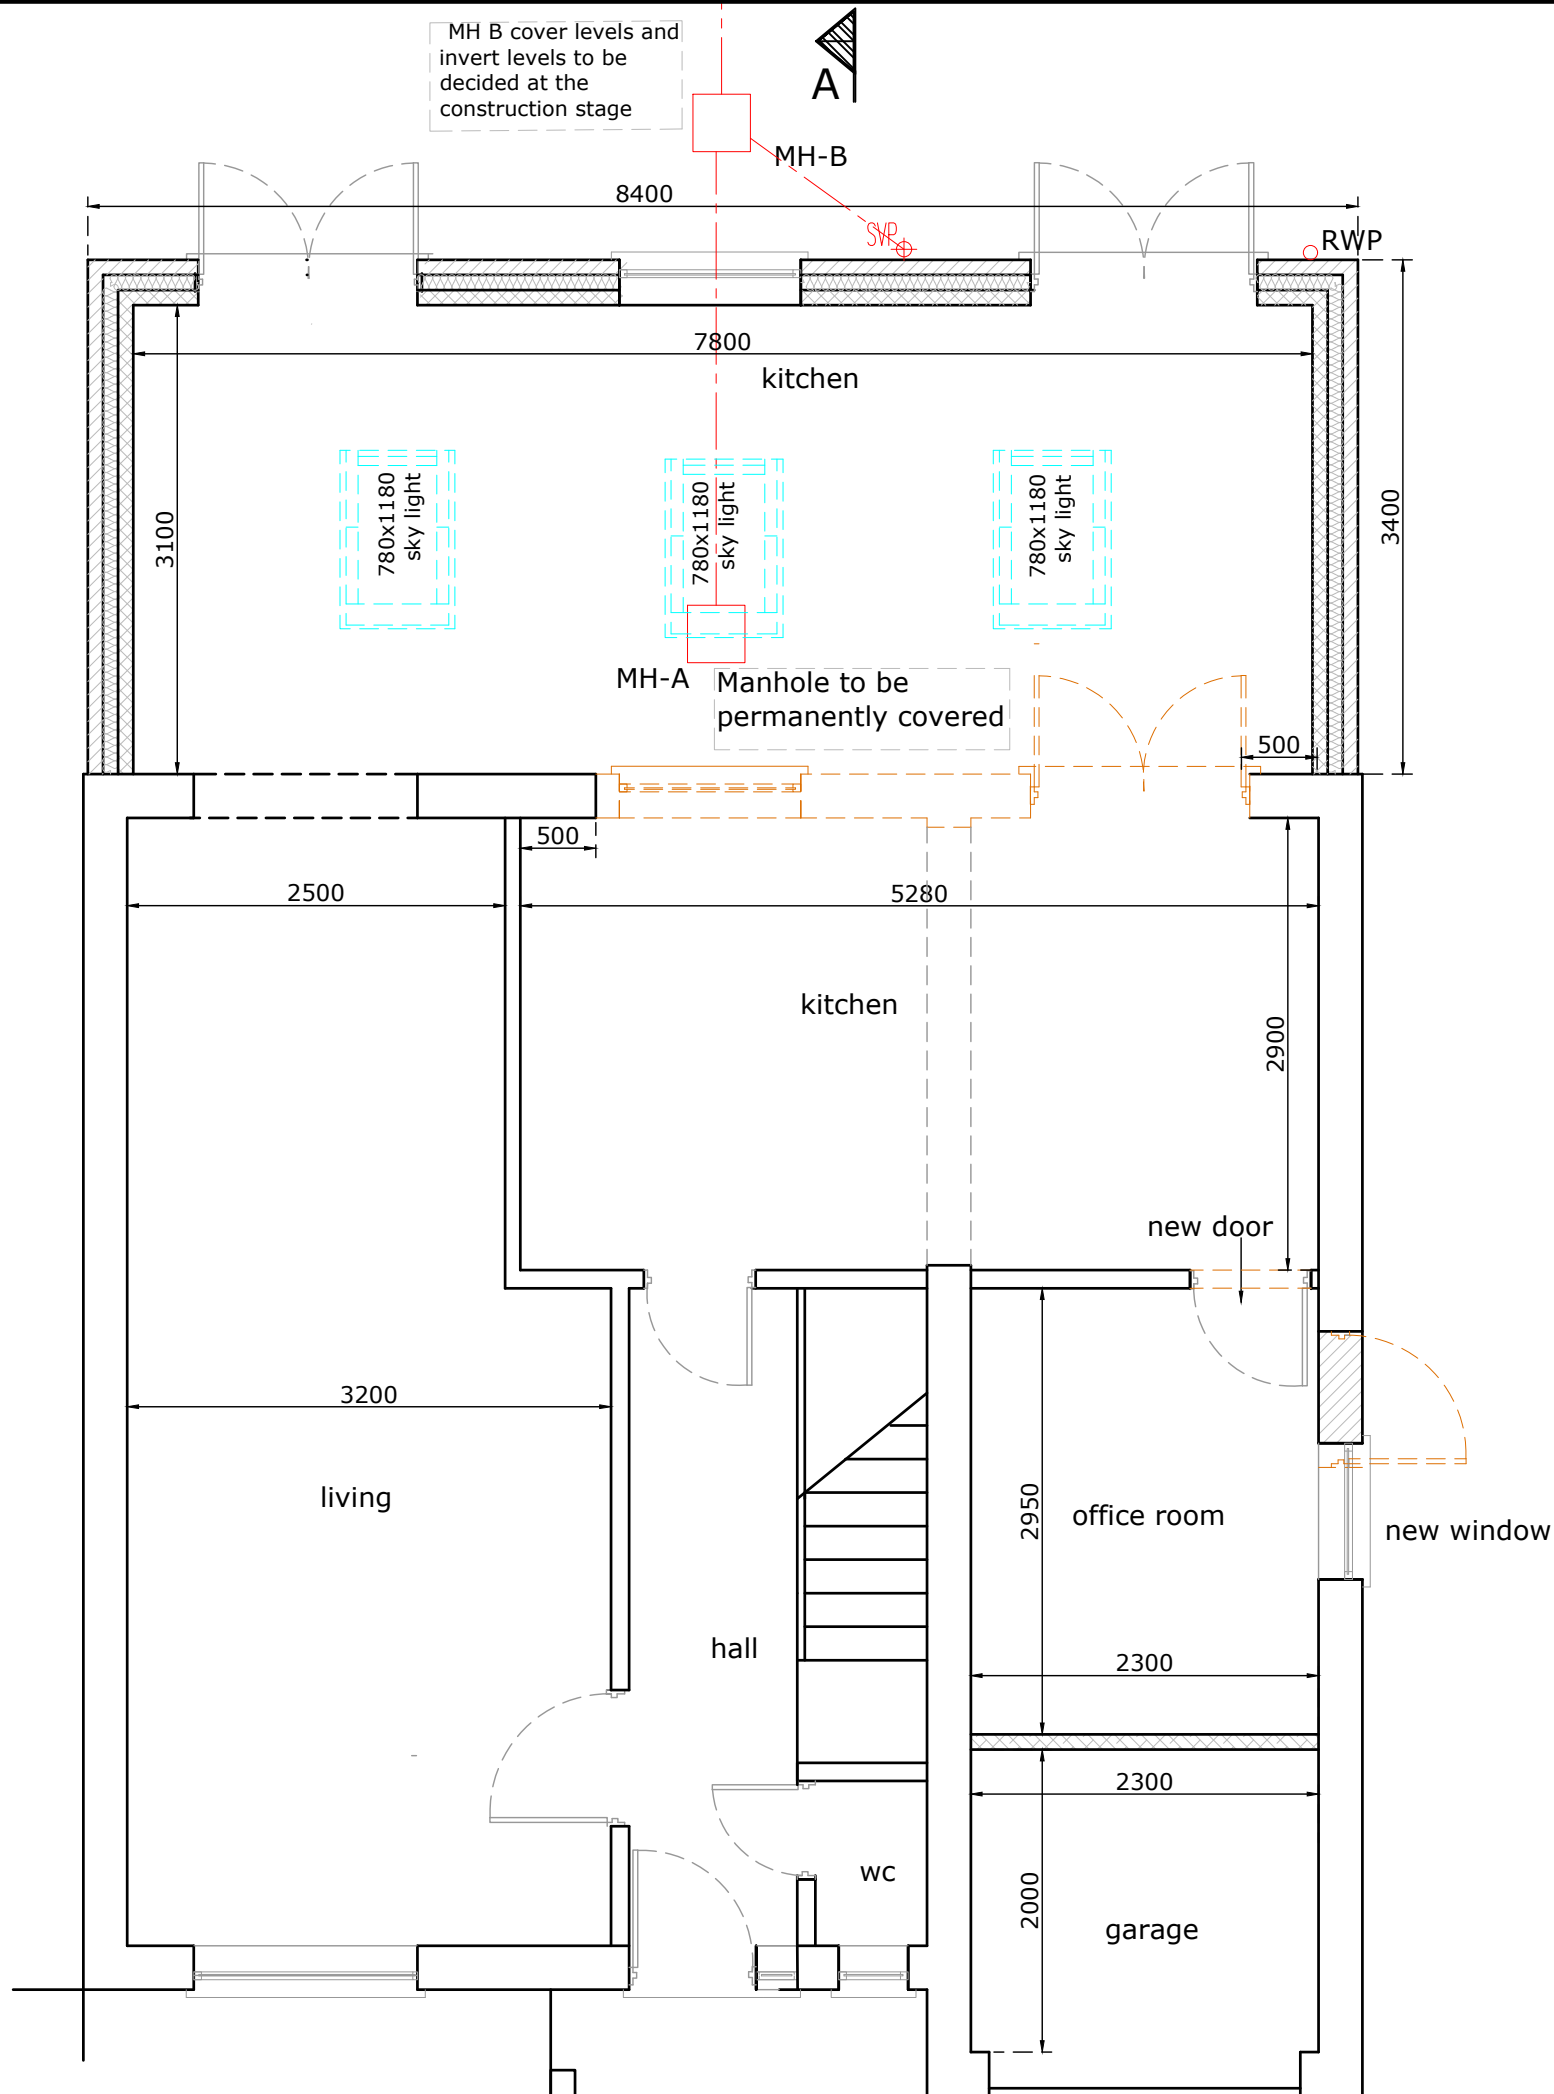 MH B cover levels and
invert levels to be
decided at the
construction stage
A
MH-B
8400
SVP
RWP
7800
kitchen
780x1180
sky light
780x1180
sky light
780x1180
sky light
3100
3400
MH-A
Manhole to be
permanently covered
500
500
2500
5280
kitchen
2900
new door
3200
living
2950
office room
new window
hall
2300
2300
wc
2000
garage